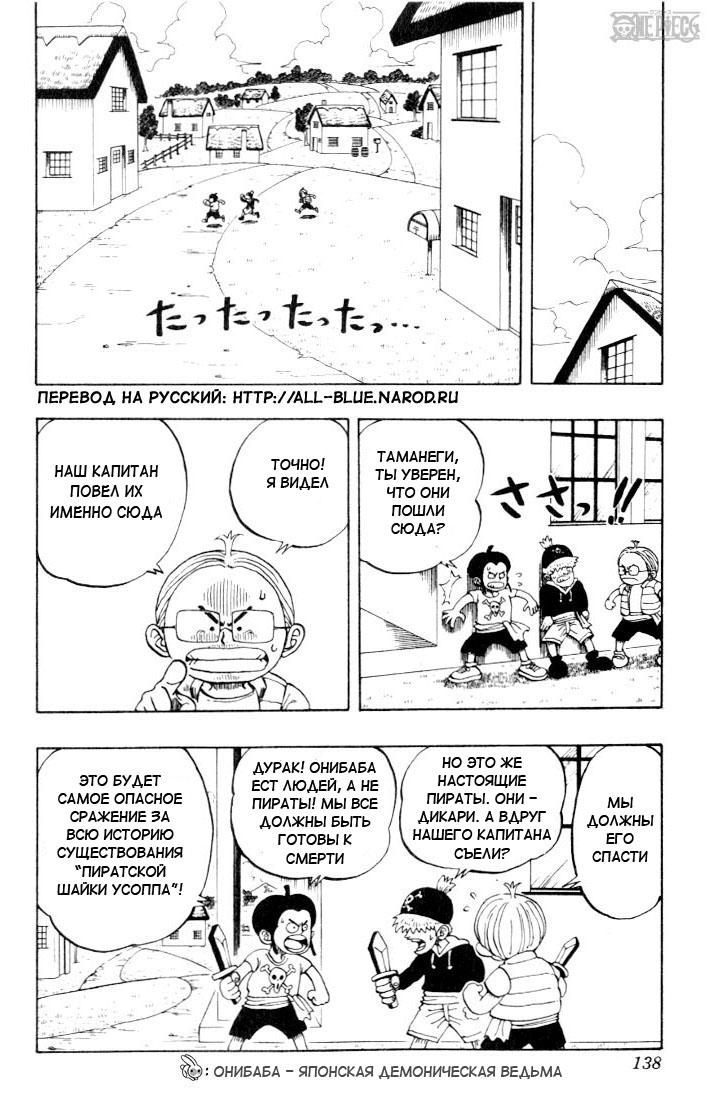 ONE PIECE
たったったったっ…
ПЕРЕВОД НА РУССКИЙ: HTTP://ALL-BLUE.NAROD.RU
ТАМАНЕГИ,
ТЫ УВЕРЕН,
ЧТО ОНИ
ПОШЛИ
СЮДА?
ささっ!!
ТОЧНО!
Я ВИДЕЛ
НАШ КАПИТАН
ПОВЕЛ ИХ
ИМЕННО СЮДА
МЫ
ДОЛЖНЫ
ЕГО
СПАСТИ
НО ЭТО ЖЕ
НАСТОЯЩИЕ
ПИРАТЫ. ОНИ –
ДИКАРИ. А ВДРУГ
НАШЕГО КАПИТАНА
СЪЕЛИ?
ДУРАК! ОНИБАБА
ЕСТ ЛЮДЕЙ, А НЕ
ПИРАТЫ! МЫ ВСЕ
ДОЛЖНЫ БЫТЬ
ГОТОВЫ К
СМЕРТИ
ЭТО БУДЕТ
САМОЕ ОПАСНОЕ
СРАЖЕНИЕ ЗА
ВСЮ ИСТОРИЮ
СУЩЕСТВОВАНИЯ
"ПИРАТСКОЙ
ШАЙКИ УСОППА"!
138
: ОНИБАБА – ЯПОНСКАЯ ДЕМОНИЧЕСКАЯ ВЕДЬМА